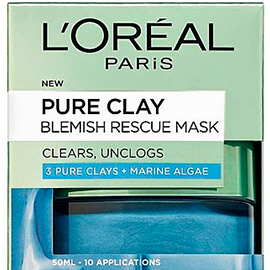 L'ORÉAL
PARIS
NEW
PURE CLAY
BLEMISH RESCUE MASK
CLEARS, UNCLOGS
3 PURE CLAYS + MARINE ALGAE
50ML - 10 APPLICATIONS